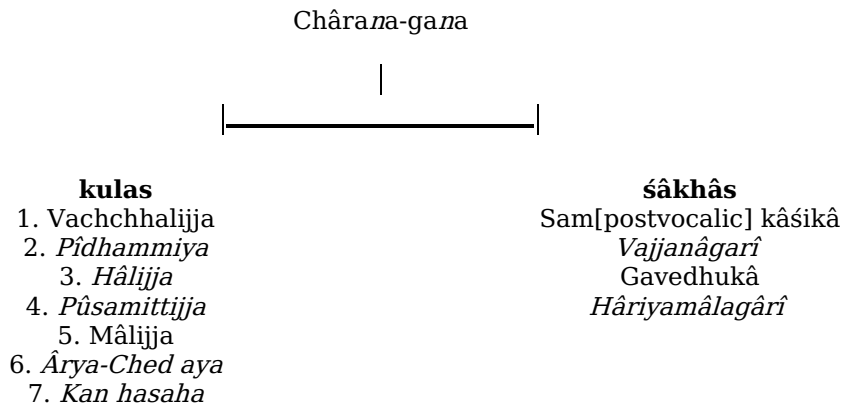 Chârana-gana
kulas
1. Vachchhalijja
2. Pîdhammiya
3. Hâlijja
4. Pûsamittijja
5. Mâlijja
6. Ârya-Ched aya
7. Kan hasaha
śâkhâs
Sam[postvocalic] kâśikâ
Vajjanâgarî
Gavedhukâ
Hâriyamâlagârî